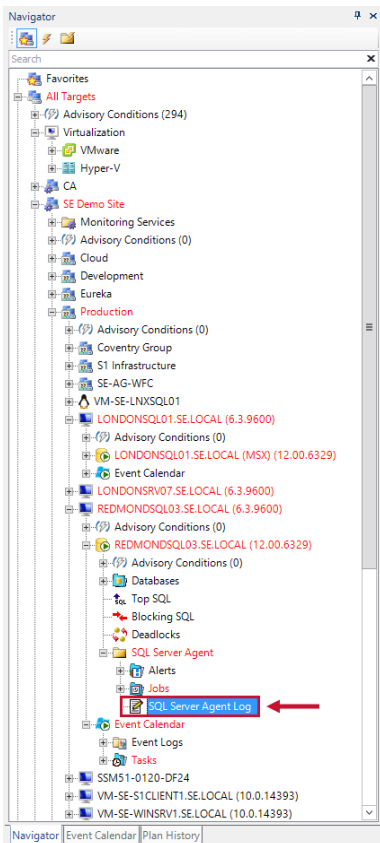 Navigator
Search
Favorites
All Targets
Advisory Conditions (294)
Virtualization
VMware
Hyper-V
CA
SE Demo Site
Monitoring Services
Advisory Conditions (0)
Cloud
Development
Eureka
Production
Advisory Conditions (0)
Coventry Group
S1 Infrastructure
SE-AG-WFC
VM-SE-LNXSQL01
LONDONSQL01.SE.LOCAL (6.3.9600)
Advisory Conditions (0)
LONDONSQL01.SE.LOCAL (MSX) (12.00.6329)
Event Calendar
LONDONSRV07.SE.LOCAL (6.3.9600)
REDMONDSQL03.SE.LOCAL (6.3.9600)
Advisory Conditions (0)
REDMONDSQL03.SE.LOCAL (12.00.6329)
Advisory Conditions (0)
Databases
SQL Top SQL
Blocking SQL
Deadlocks
SQL Server Agent
Alerts
Jobs
SQL Server Agent Log
Event Calendar
Event Logs
Tasks
SSM51-0120-DF24
VM-SE-S1CLIENT1.SE.LOCAL (10.0.14393)
VM-SE-WINSRV1.SE.LOCAL (10.0.14393)
Navigator Event Calendar Plan History